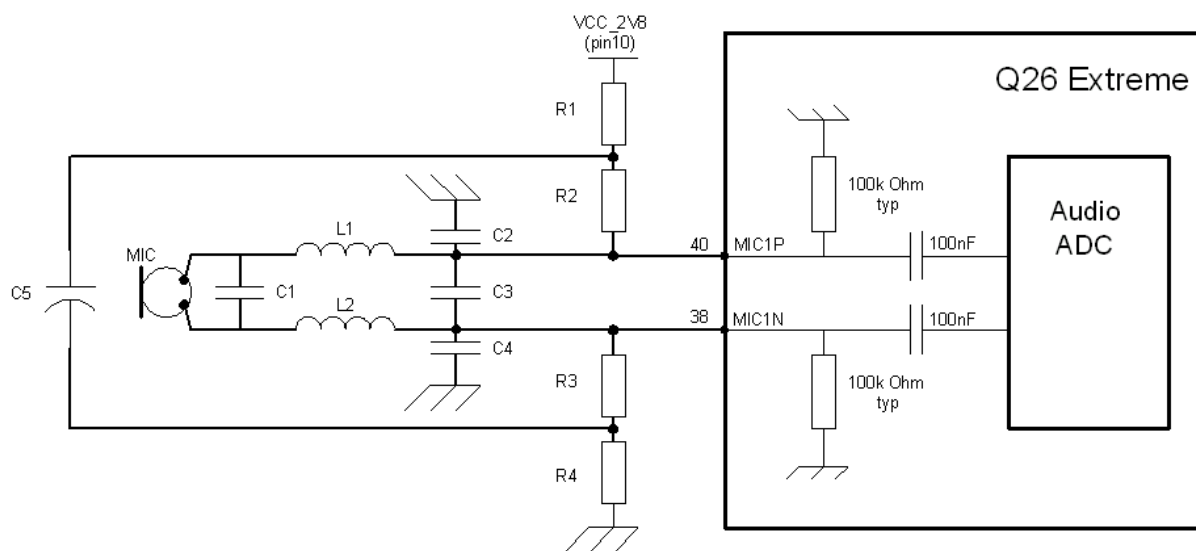 VCC_2V8
(pin10)
Q26 Extreme
R1
R2
100k Ohm
typ
Audio
ADC
L1
C2
40
MIC1P
100nF
MIC
C5
C1
C3
L2
38
MIC1N
100nF
C4
R3
100k Ohm
typ
R4